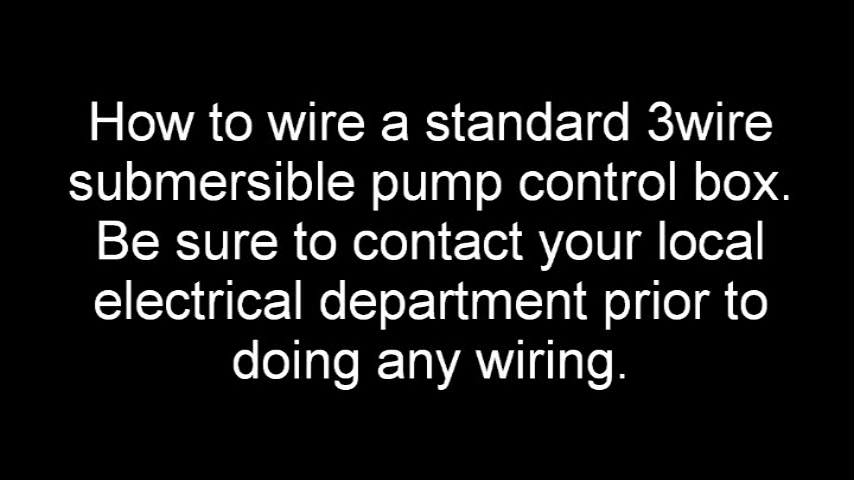 How to wire a standard 3wire
submersible pump control box.
Be sure to contact your local
electrical department prior to
doing any wiring.